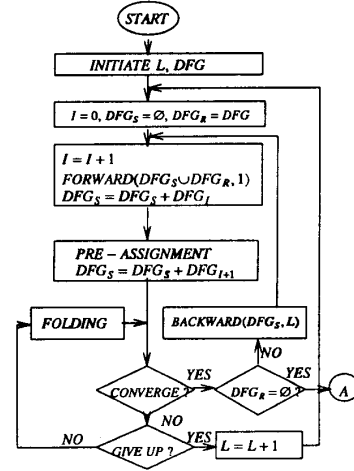 START
INITIATE L, DFG
I = 0, DFG_S = ∅, DFG_R = DFG
I = I + 1
FORWARD(DFG_S ∪ DFG_R, 1)
DFG_S = DFG_S + DFG_I
PRE – ASSIGNMENT
DFG_S = DFG_S + DFG_{I+1}
FOLDING
BACKWARD(DFG_S, L)
NO
YES
YES
CONVERGE ?
DFG_R = ∅ ?
A
NO
NO
YES
GIVE UP ?
L = L + 1